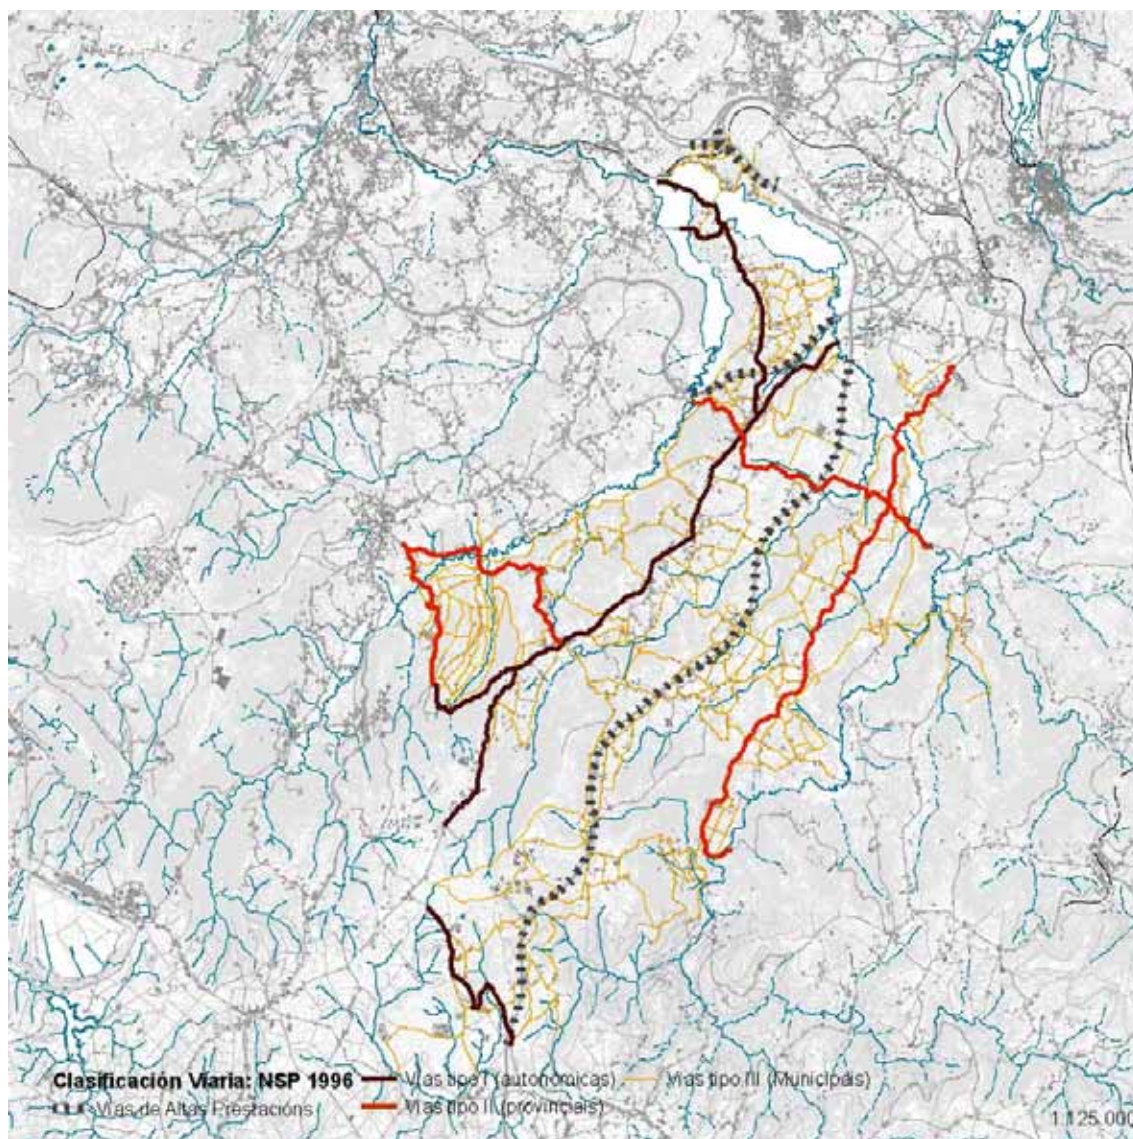 Clasificación Viaria: NSP 1996
Vías tipo I (autonómicas)
Vías tipo III (Municipais)
Vías de Altas Prestacións
Vías tipo II (provinciais)
1:125.000